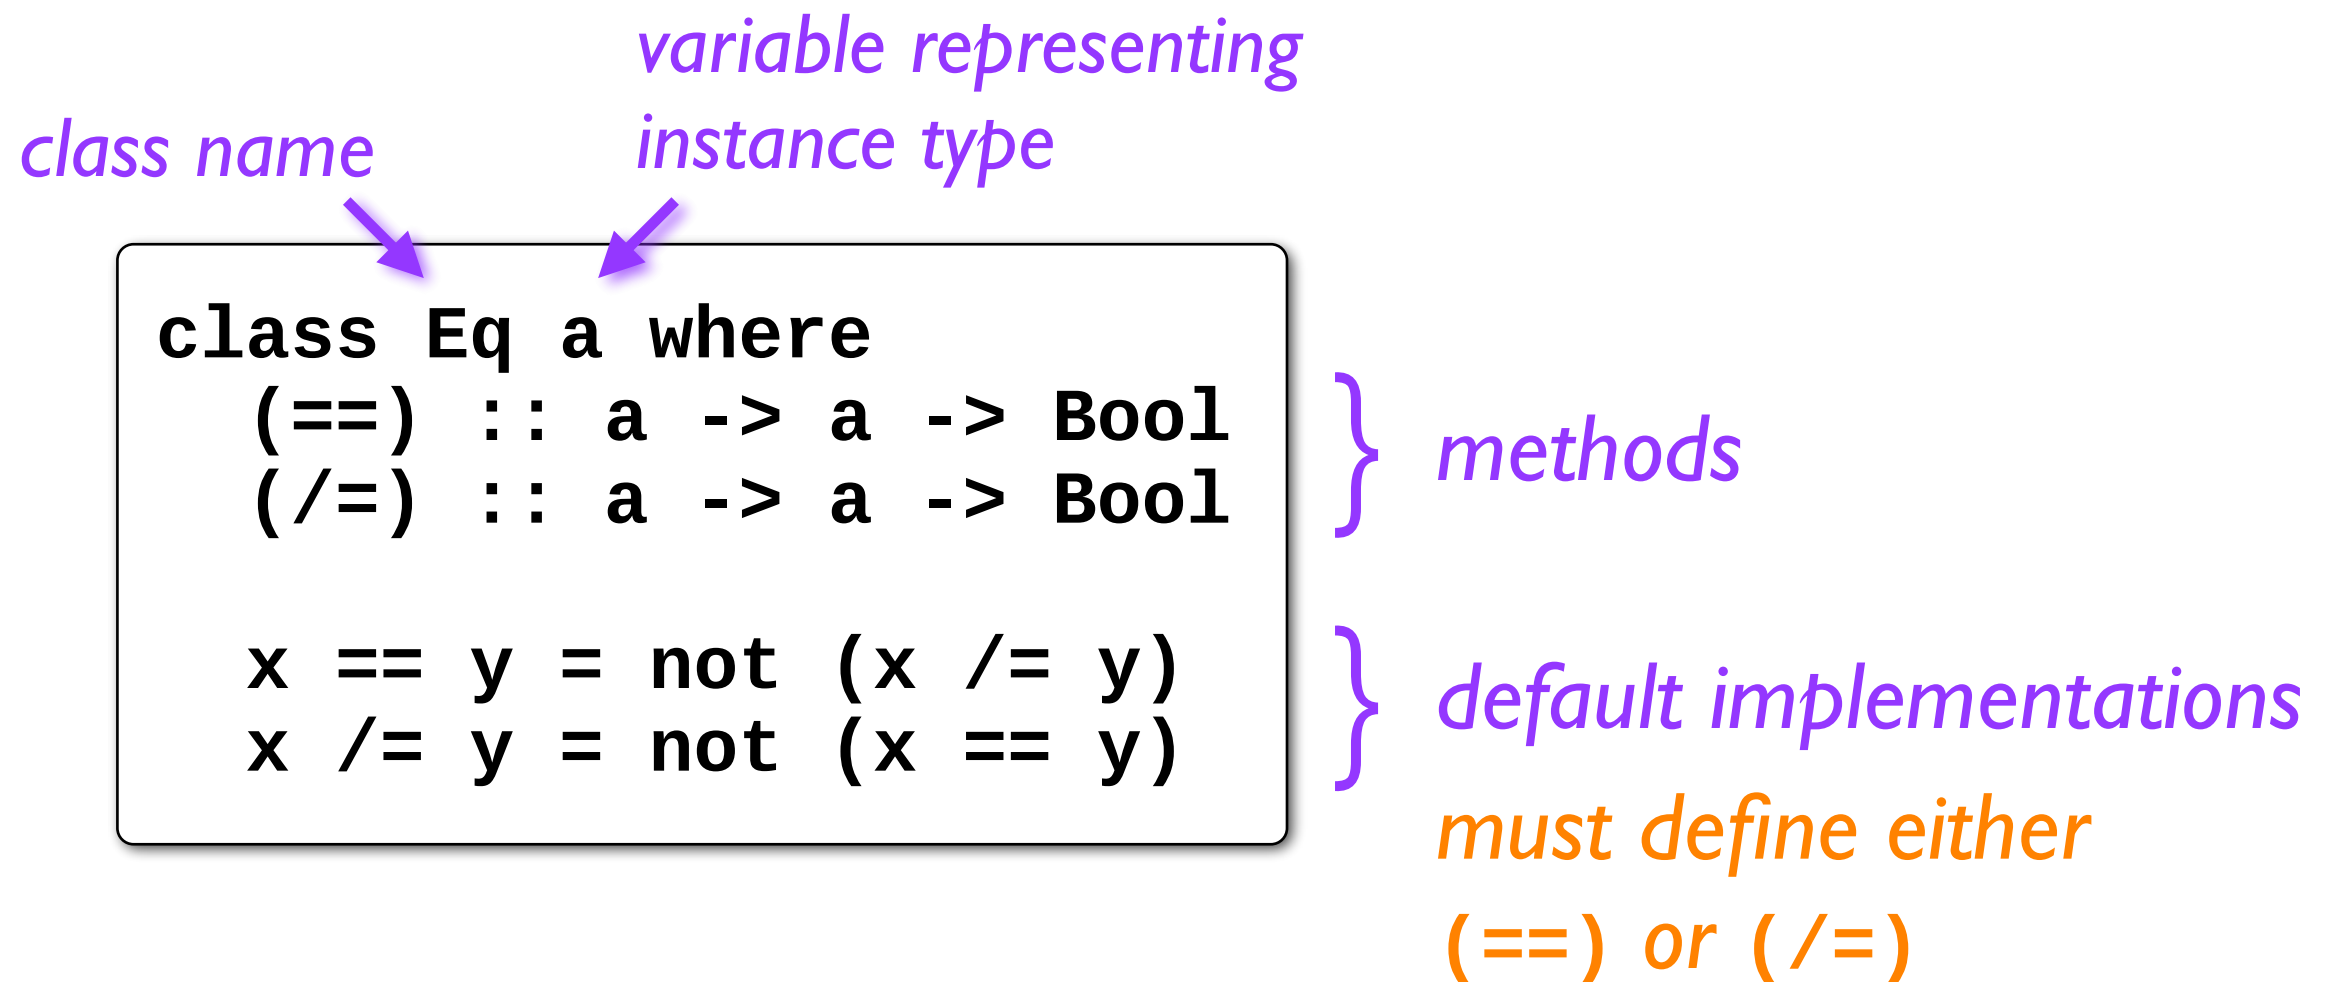 variable representing
instance type
class name
class Eq a where
(==) :: a -> a -> Bool
(/=) :: a -> a -> Bool
methods
x == y = not (x /= y)
x /= y = not (x == y)
default implementations
must define either
(==) or (/=)